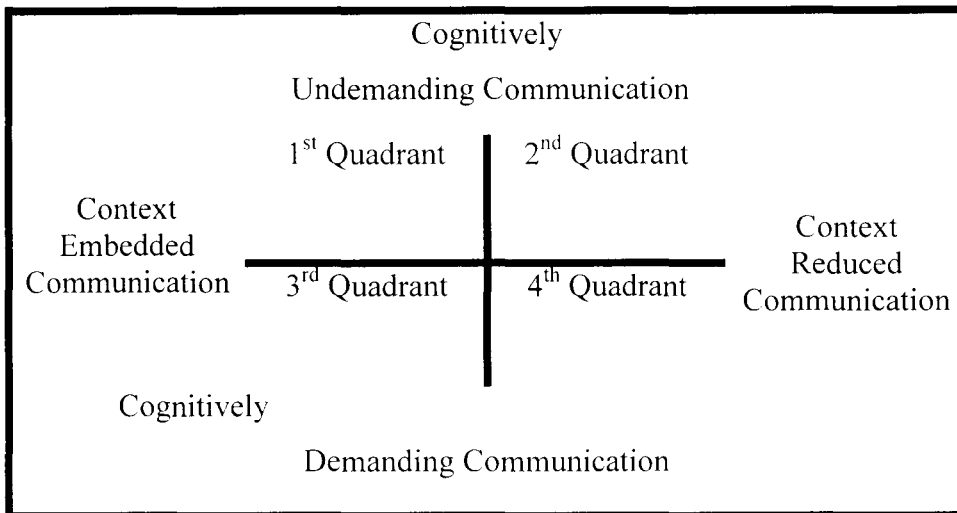 Cognitively
Undemanding Communication
1st Quadrant
2nd Quadrant
Context
Embedded
Communication
Context
Reduced
Communication
3rd Quadrant
4th Quadrant
Cognitively
Demanding Communication